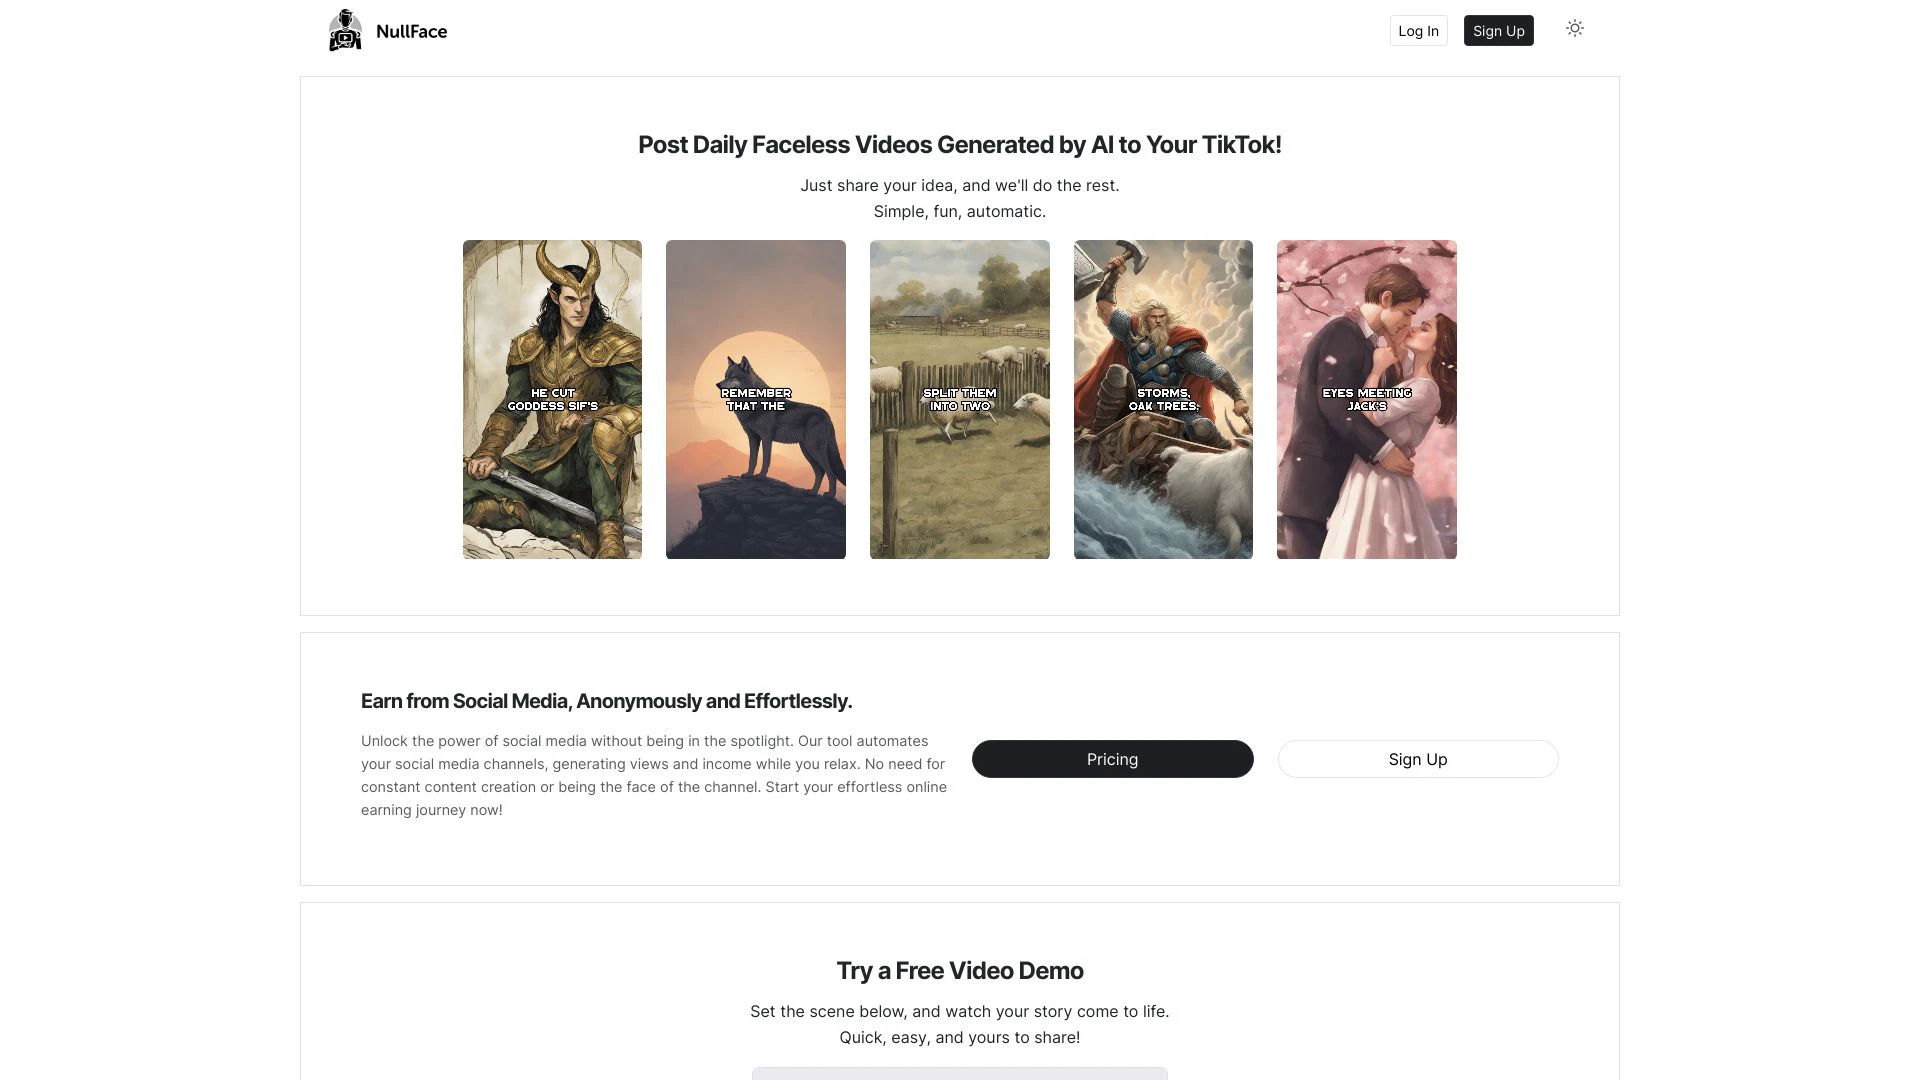 NullFace
Log In
Sign Up
Post Daily Faceless Videos Generated by AI to Your TikTok!
Just share your idea, and we'll do the rest.
Simple, fun, automatic.
HE CUT
GODDESS SIF'S
REMEMBER
THAT THE
SPLIT THEM
INTO TWO
STORMS,
OAK TREES,
EYES MEETING
JACK'S
Earn from Social Media, Anonymously and Effortlessly.
Unlock the power of social media without being in the spotlight. Our tool automates
your social media channels, generating views and income while you relax. No need for
constant content creation or being the face of the channel. Start your effortless online
earning journey now!
Pricing
Sign Up
Try a Free Video Demo
Set the scene below, and watch your story come to life.
Quick, easy, and yours to share!